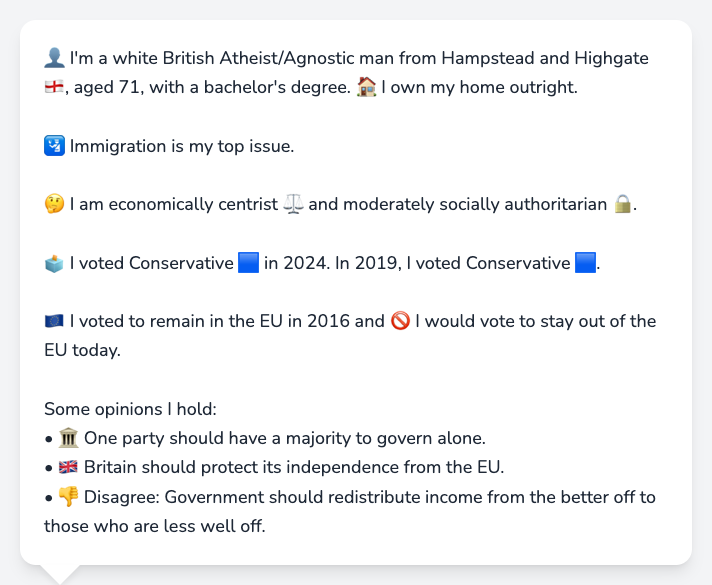 👤 I'm a white British Atheist/Agnostic man from Hampstead and Highgate
🏴󠁧󠁢󠁥󠁮󠁧󠁿, aged 71, with a bachelor's degree. 🏠 I own my home outright.
🛂 Immigration is my top issue.
🤔 I am economically centrist ⚖️ and moderately socially authoritarian 🔒.
🗳️ I voted Conservative 🟦 in 2024. In 2019, I voted Conservative 🟦.
🇪🇺 I voted to remain in the EU in 2016 and 🚫 I would vote to stay out of the
EU today.
Some opinions I hold:
• 🏛️ One party should have a majority to govern alone.
• 🇬🇧 Britain should protect its independence from the EU.
• 👎 Disagree: Government should redistribute income from the better off to
those who are less well off.